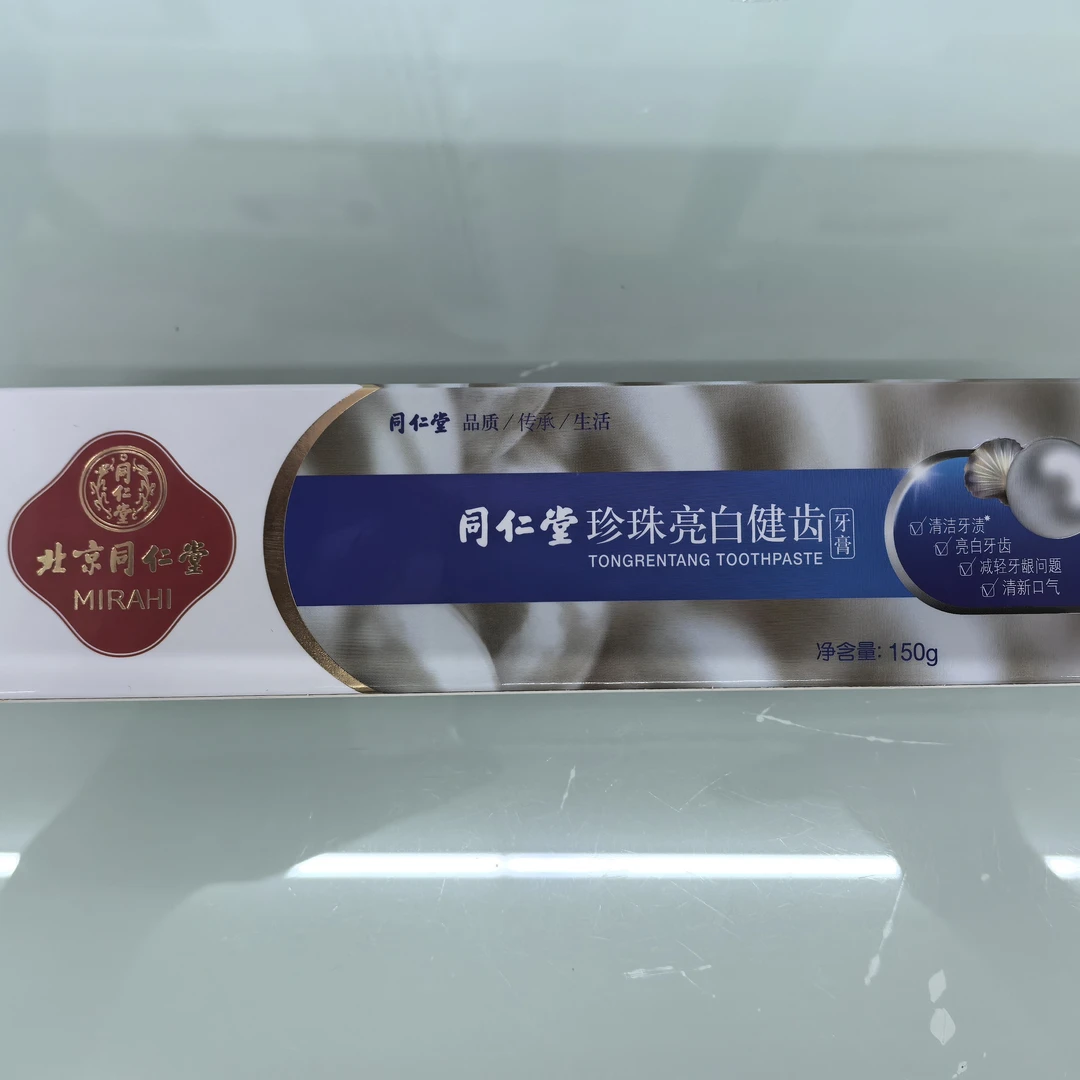 同仁堂
北京同仁堂
MIRAHI
同仁堂 品质/传承/生活
同仁堂珍珠亮白健齿牙膏
TONGRENTANG TOOTHPASTE
清洁牙渍*
亮白牙齿
减轻牙龈问题
清新口气
净含量: 150g